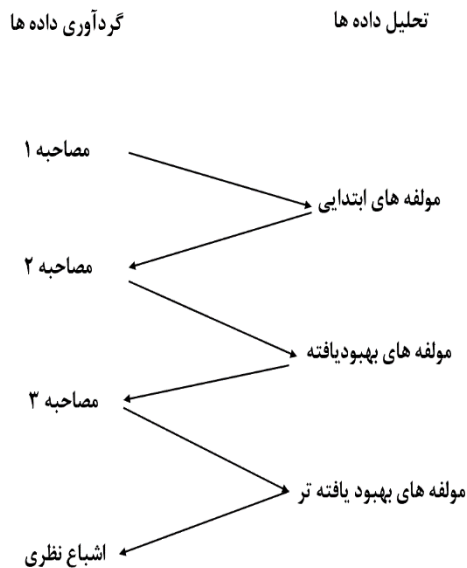 تحلیل داده ها
گردآوری داده ها
مصاحبه ۱
مولفه های ابتدایی
مصاحبه ۲
مولفه های بهبودیافته
مصاحبه ۳
مولفه های بهبود یافته تر
اشباع نظری